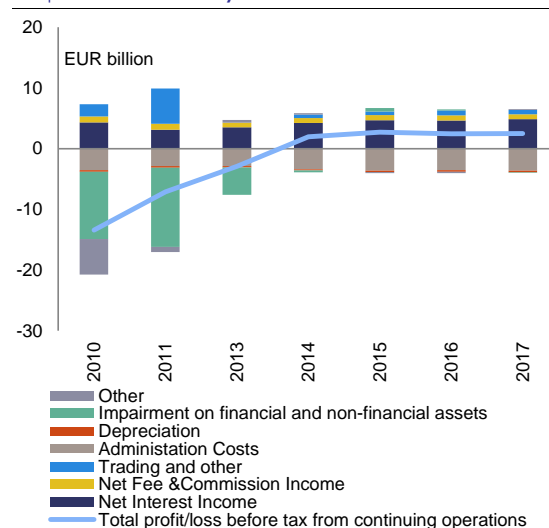 20
EUR billion
10
0
-10
-20
-30
2010
2011
2013
2014
2015
2016
2017
Other
Impairment on financial and non-financial assets
Depreciation
Administation Costs
Trading and other
Net Fee &Commission Income
Net Interest Income
Total profit/loss before tax from continuing operations